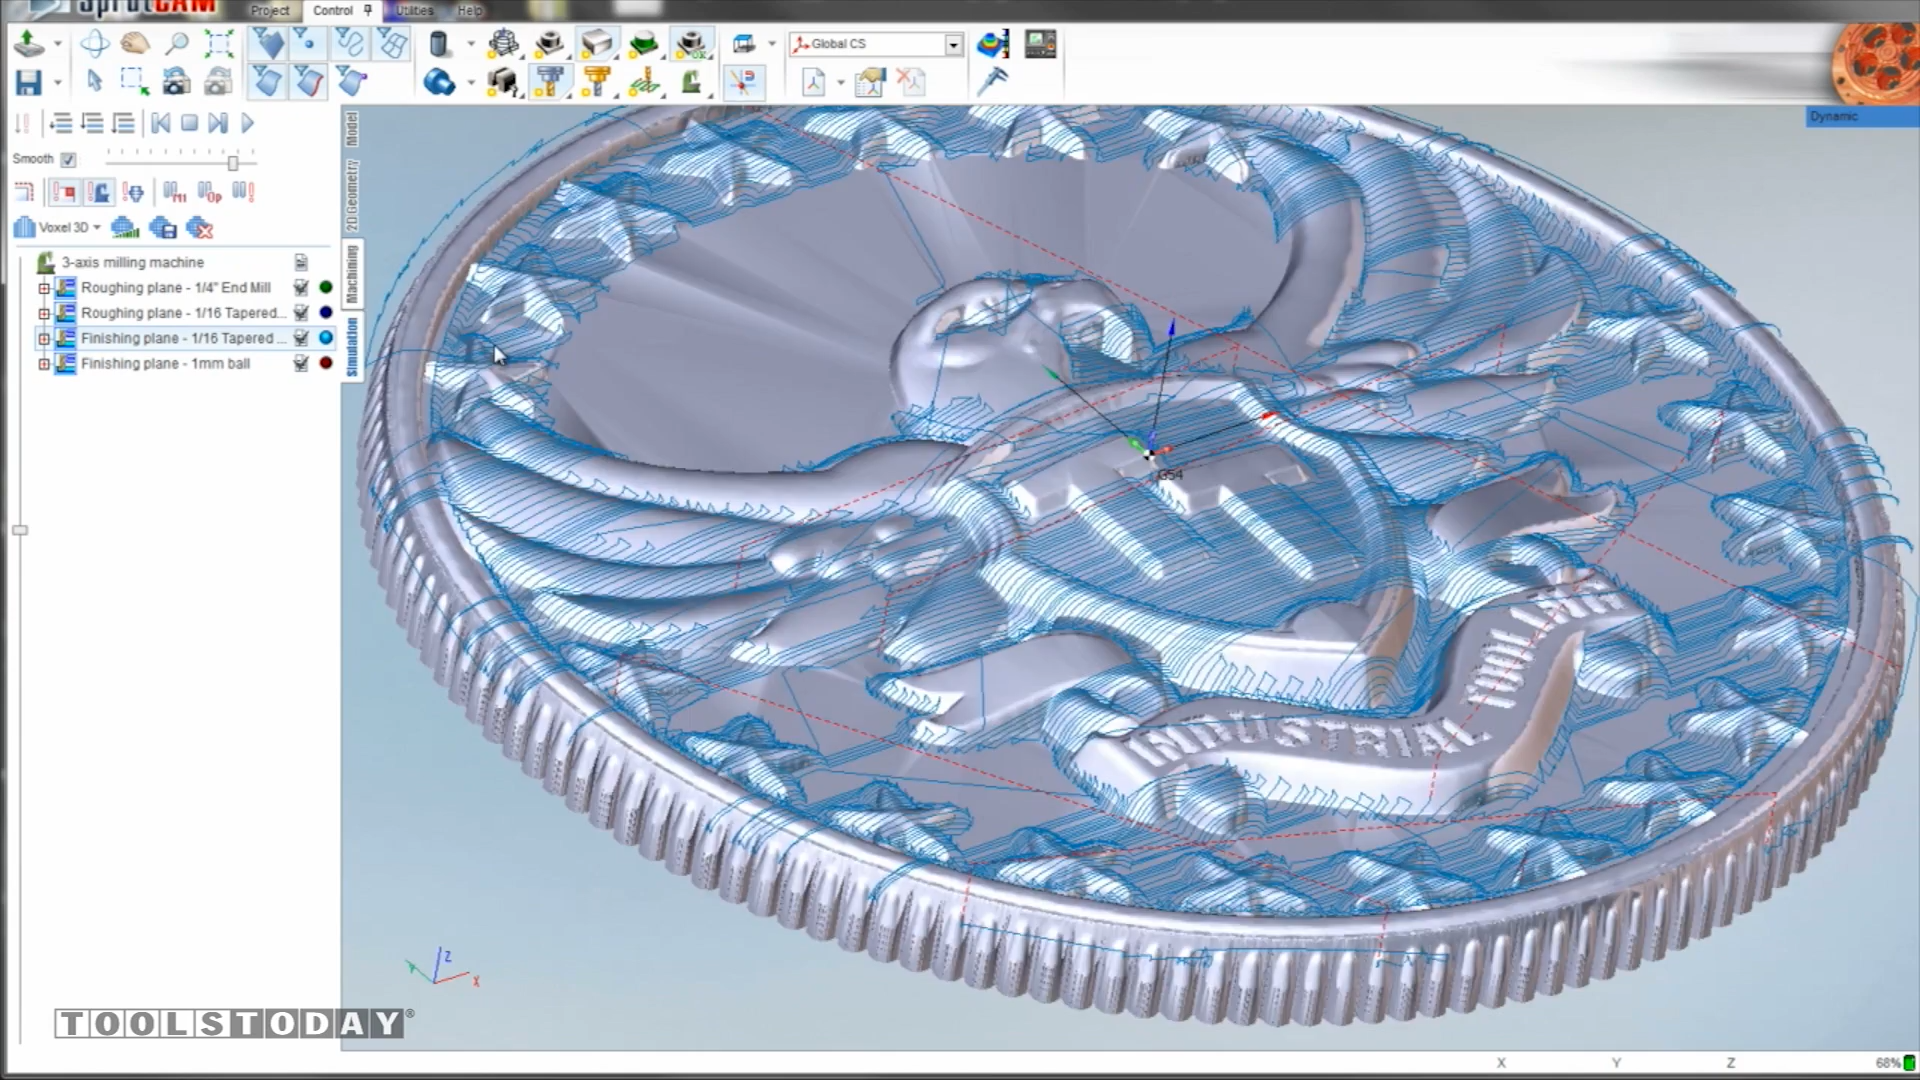 SprutCAM
Project
Control
Utilities
Help
Global CS
Smooth
Voxel 3D
3-axis milling machine
Roughing plane - 1/4" End Mill
Roughing plane - 1/16 Tapered...
Finishing plane - 1/16 Tapered ...
Finishing plane - 1mm ball
Model
2D Geometry
Machining
Simulation
Dynamic
G54
INDUSTRIAL
Z
Y
X
TOOLSTODAY®
X
Y
Z
68%